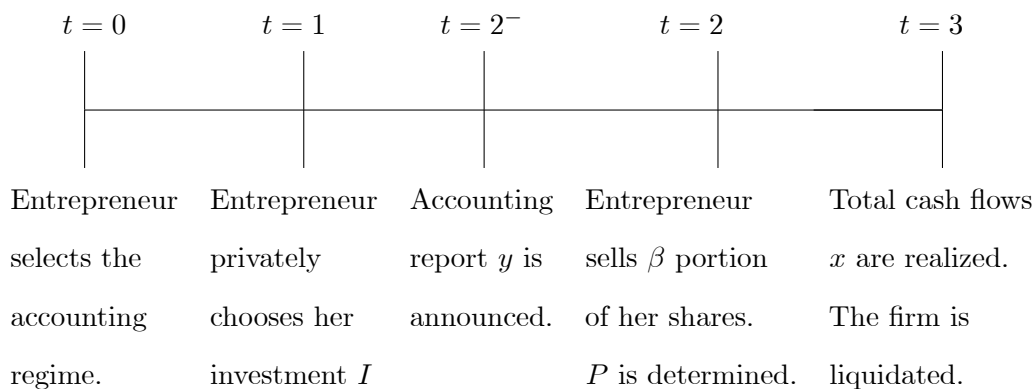 t = 0
t = 1
t = 2⁻
t = 2
t = 3
Entrepreneur
selects the
accounting
regime.
Entrepreneur
privately
chooses her
investment I
Accounting
report y is
announced.
Entrepreneur
sells β portion
of her shares.
P is determined.
Total cash flows
x are realized.
The firm is
liquidated.